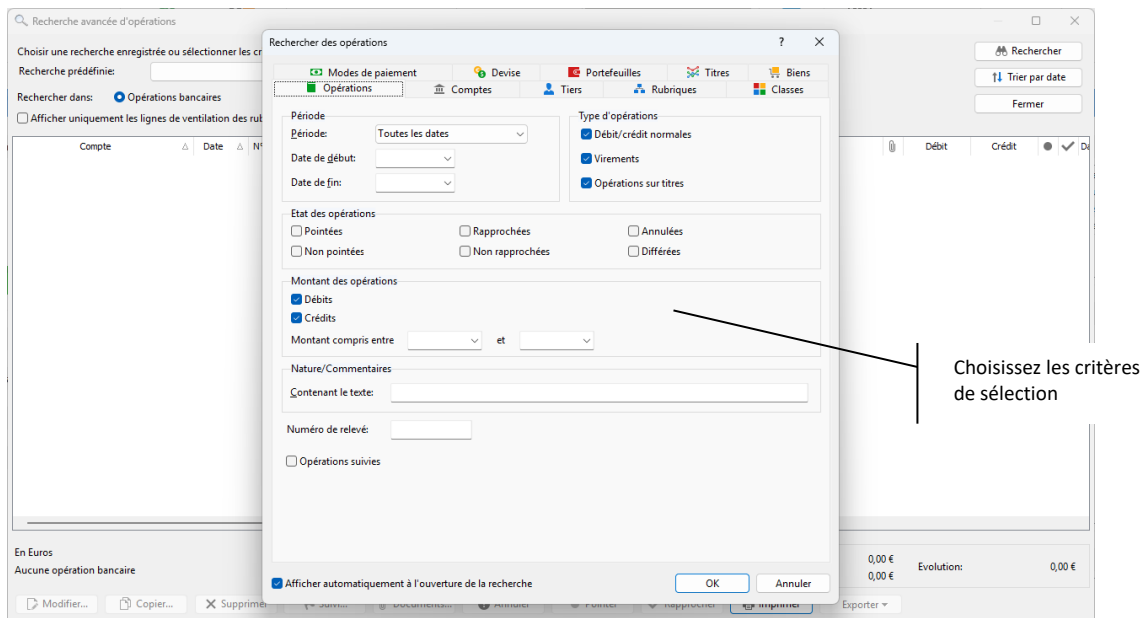 Recherche avancée d'opérations
Choisir une recherche enregistrée ou sélectionner les cr
Recherche prédéfinie:
Rechercher dans: Opérations bancaires
Afficher uniquement les lignes de ventilation des rub
Compte Date N°
Rechercher des opérations ?
Modes de paiement Devise Portefeuilles Titres Biens
Opérations Comptes Tiers Rubriques Classes
Période
Période: Toutes les dates
Date de début:
Date de fin:
Type d'opérations
Débit/crédit normales
Virements
Opérations sur titres
Etat des opérations
Pointées Rapprochées Annulées
Non pointées Non rapprochées Différées
Montant des opérations
Débits
Crédits
Montant compris entre et
Nature/Commentaires
Contenant le texte:
Numéro de relevé:
Opérations suivies
Afficher automatiquement à l'ouverture de la recherche
OK Annuler
Rechercher
Trier par date
Fermer
Débit Crédit Da
Choisissez les critères
de sélection
En Euros
Aucune opération bancaire
0,00 €
0,00 €
Evolution: 0,00 €
Modifier... Copier... Supprimer Suivi... Documents... Annuler Pointer Rapprocher Imprimer Exporter